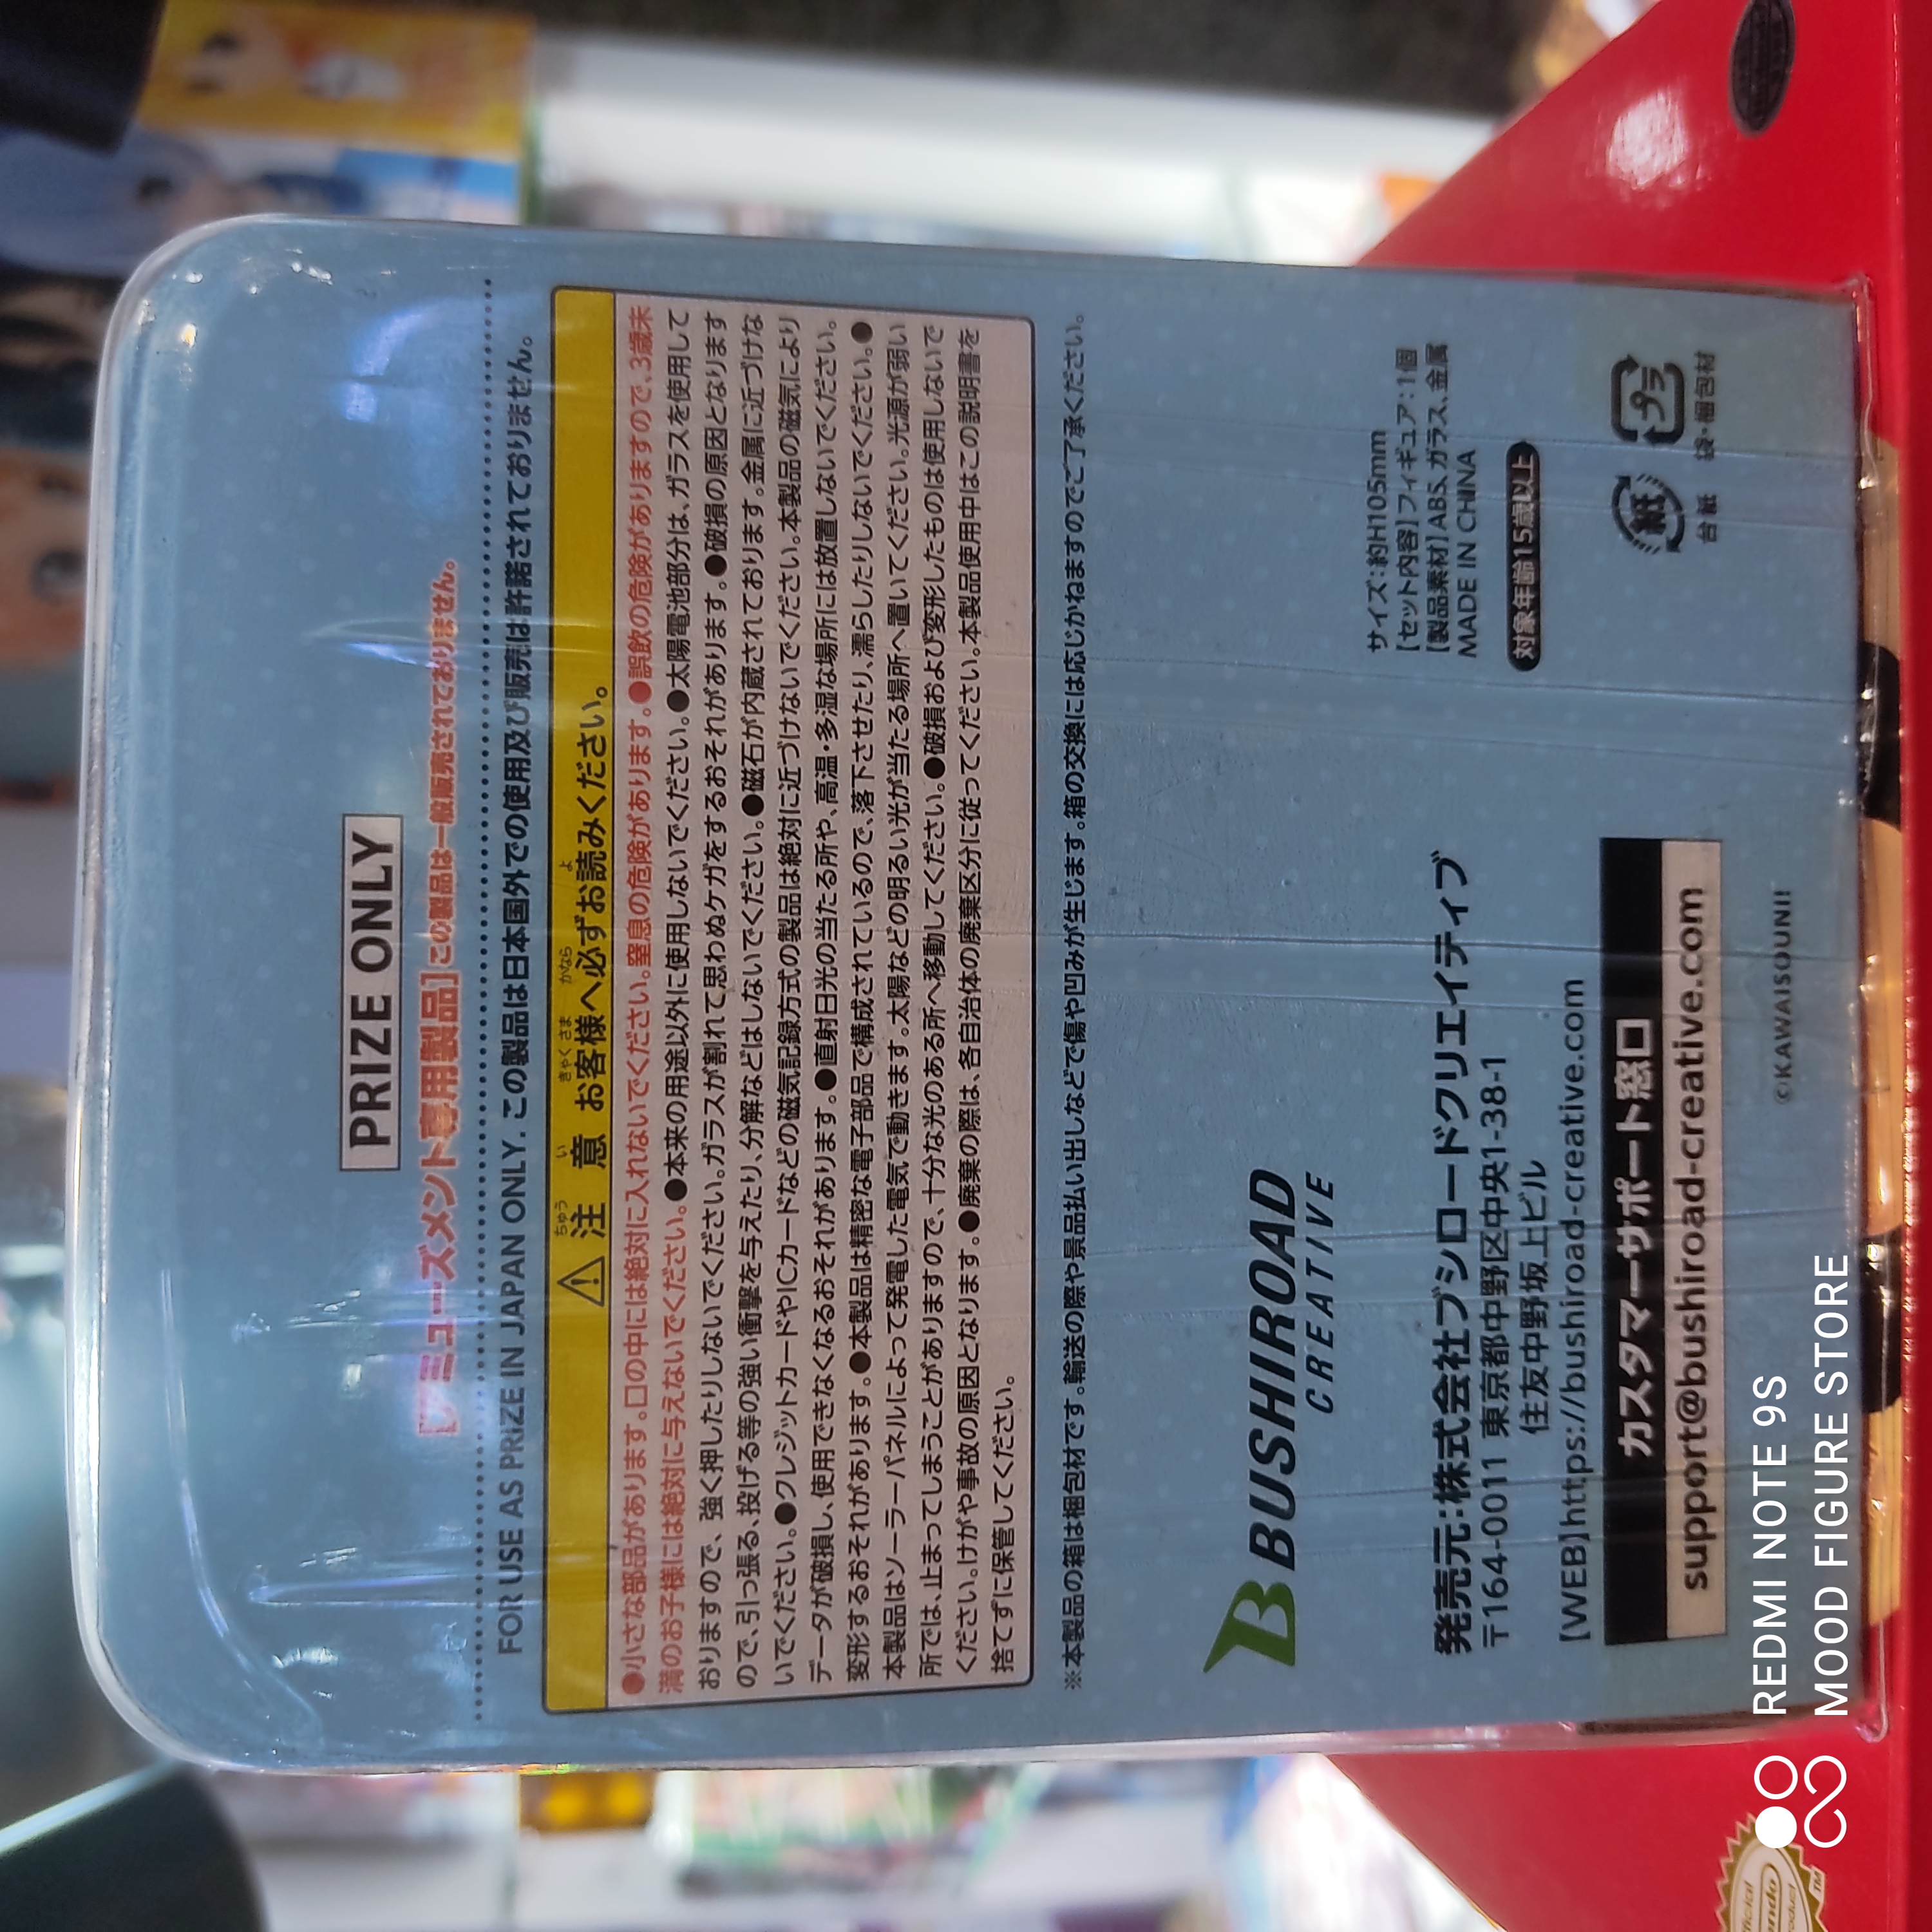 PRIZE ONLY
[アミューズメント専用製品]この製品は一般販売されておりません。
FOR USE AS PRIZE IN JAPAN ONLY. この製品は日本国外での使用及び販売は許諾されておりません。
注意 お客様へ必ずお読みください。
ちゅう い きゃく さま かなら よ
●小さな部品があります。口の中には絶対に入れないでください。窒息の危険があります。●誤飲の危険がありますので、3歳未
満のお子様には絶対に与えないでください。●本来の用途以外に使用しないでください。●太陽電池部分は、ガラスを使用して
おりますので、強く押したりしないでください。ガラスが割れて思わぬケガをするおそれがあります。●破損の原因となります
ので、引っ張る、投げる等の強い衝撃を与えたり、分解などはしないでください。●磁石が内蔵されております。金属に近づけな
いでください。●クレジットカードやICカードなどの磁気記録方式の製品は絶対に近づけないでください。本製品の磁気により
データが破損し、使用できなくなるおそれがあります。●直射日光の当たる所や、高温・多湿な場所には放置しないでください。
変形するおそれがあります。●本製品は精密な電子部品で構成されているので、落下させたり、濡らしたりしないでください。●
本製品はソーラーパネルによって発電した電気で動きます。太陽などの明るい光が当たる場所へ置いてください。光源が弱い
所では、止まってしまうことがありますので、十分な光のある所へ移動してください。●破損および変形したものは使用しないで
ください。けがや事故の原因となります。●廃棄の際は、各自治体の廃棄区分に従ってください。本製品使用中はこの説明書を
捨てずに保管してください。
※本製品の箱は梱包材です。輸送の際や景品払い出しなどで傷や凹みが生じます。箱の交換には応じかねますのでご了承ください。
BUSHIROAD
CREATIVE
発売元:株式会社ブシロードクリエイティブ
〒164-0011 東京都中野区中央1-38-1
住友中野坂上ビル
[WEB]https://bushiroad-creative.com
カスタマーサポート窓口
support@bushiroad-creative.com
サイズ:約H105mm
【セット内容】フィギュア:1個
【製品素材】ABS、ガラス、金属
MADE IN CHINA
対象年齢15歳以上
紙
台紙
プラ
袋・梱包材
©KAWAISOUNI!
REDMI NOTE 9S
MOOD FIGURE STORE